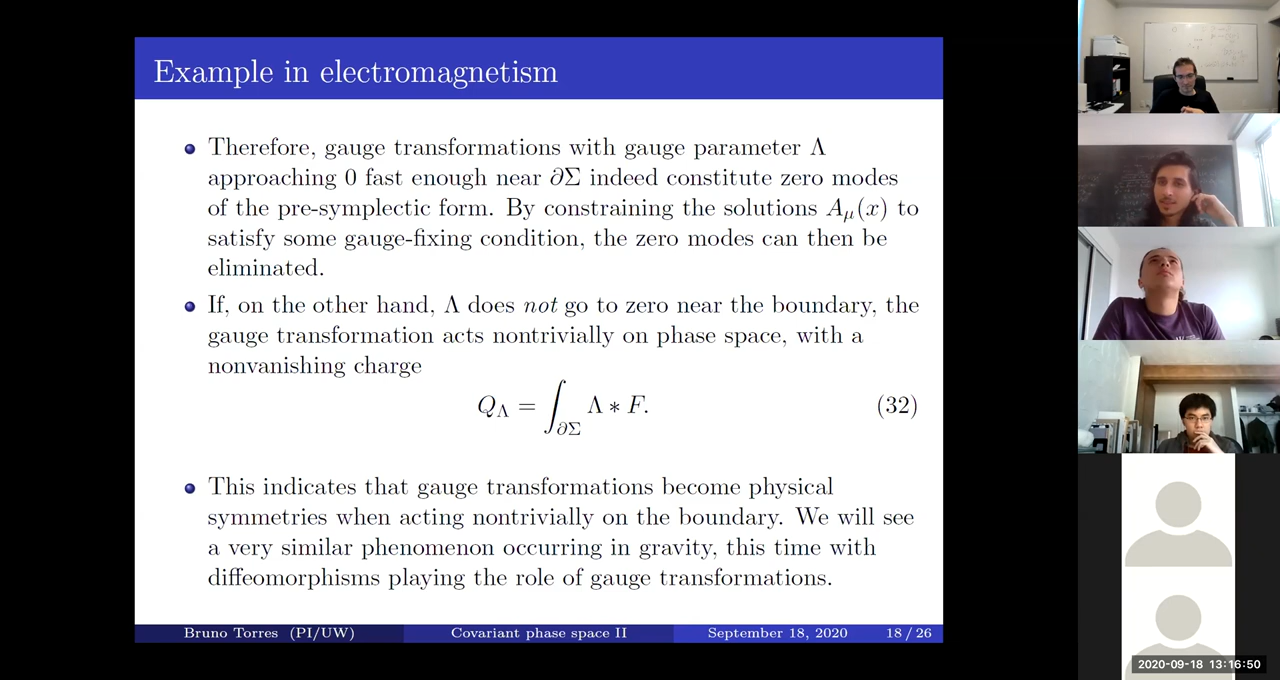 Example in electromagnetism
Therefore, gauge transformations with gauge parameter Λ
approaching 0 fast enough near ∂Σ indeed constitute zero modes
of the pre-symplectic form. By constraining the solutions Aμ(x) to
satisfy some gauge-fixing condition, the zero modes can then be
eliminated.
If, on the other hand, Λ does not go to zero near the boundary, the
gauge transformation acts nontrivially on phase space, with a
nonvanishing charge
Q_Λ = ∫_∂Σ Λ ∗ F. (32)
This indicates that gauge transformations become physical
symmetries when acting nontrivially on the boundary. We will see
a very similar phenomenon occurring in gravity, this time with
diffeomorphisms playing the role of gauge transformations.
Bruno Torres (PI/UW) Covariant phase space II September 18, 2020 18 / 26
2020-09-18 13:16:50